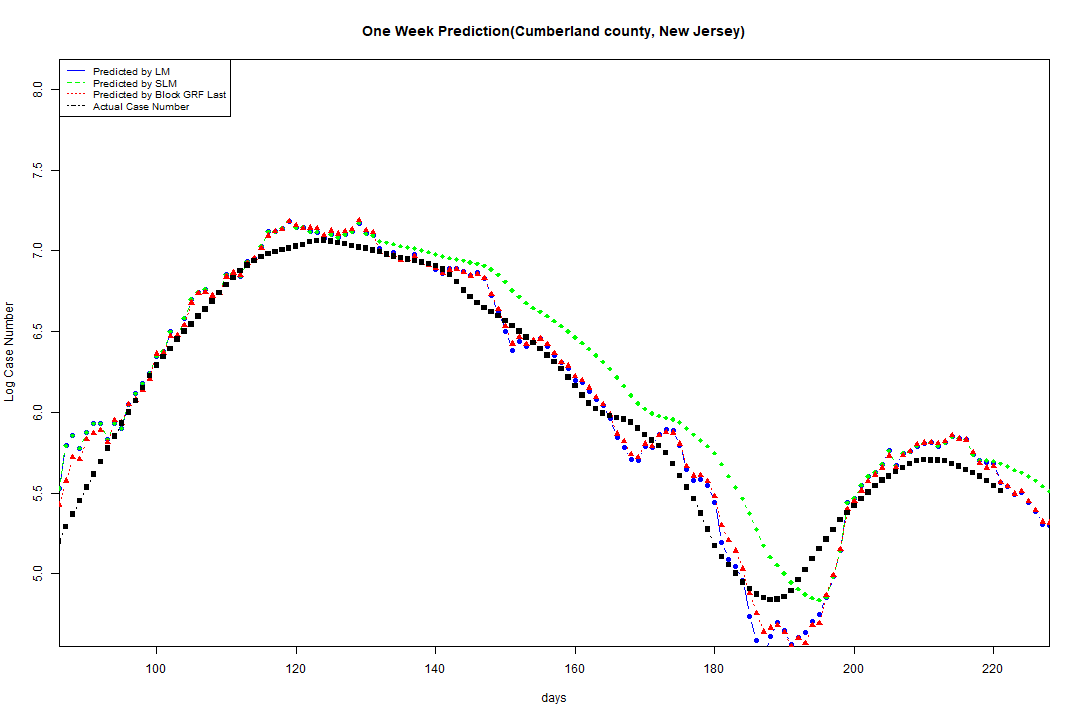 One Week Prediction(Cumberland county, New Jersey)
Predicted by LM
Predicted by SLM
Predicted by Block GRF Last
Actual Case Number
8.0
7.5
7.0
6.5
6.0
5.5
5.0
Log Case Number
100 120 140 160 180 200 220
days